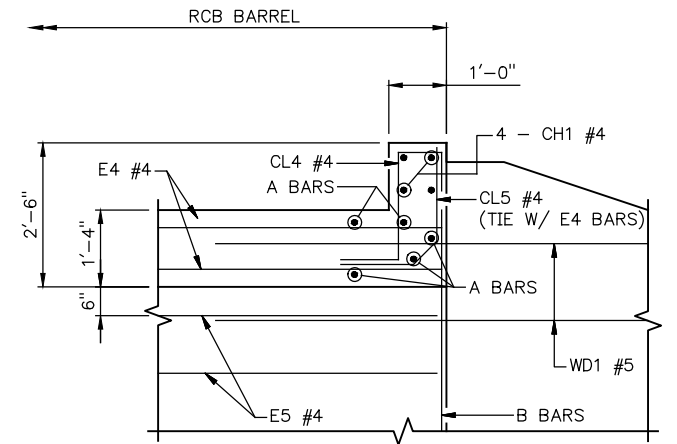 RCB BARREL
1'-0"
4 - CH1 #4
CL4 #4
E4 #4
A BARS
CL5 #4
(TIE W/ E4 BARS)
2'-6"
1'-4"
6"
A BARS
WD1 #5
E5 #4
B BARS